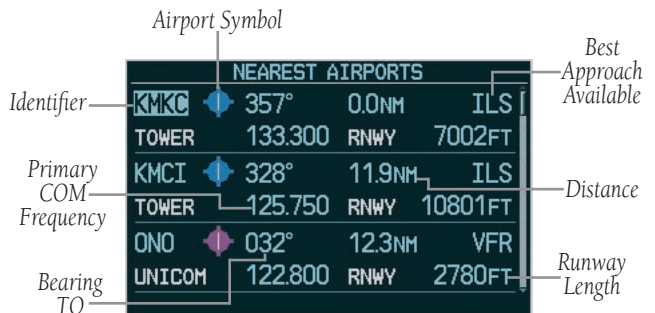 Airport Symbol
Best
Approach
Available
NEAREST AIRPORTS
Identifier
KMKC 357° 0.0NM ILS
TOWER 133.300 RNWY 7002FT
Primary
COM
Frequency
KMCI 328° 11.9NM ILS
Distance
TOWER 125.750 RNWY 10801FT
0N0 032° 12.3NM VFR
Bearing
TO
UNICOM 122.800 RNWY 2780FT
Runway
Length